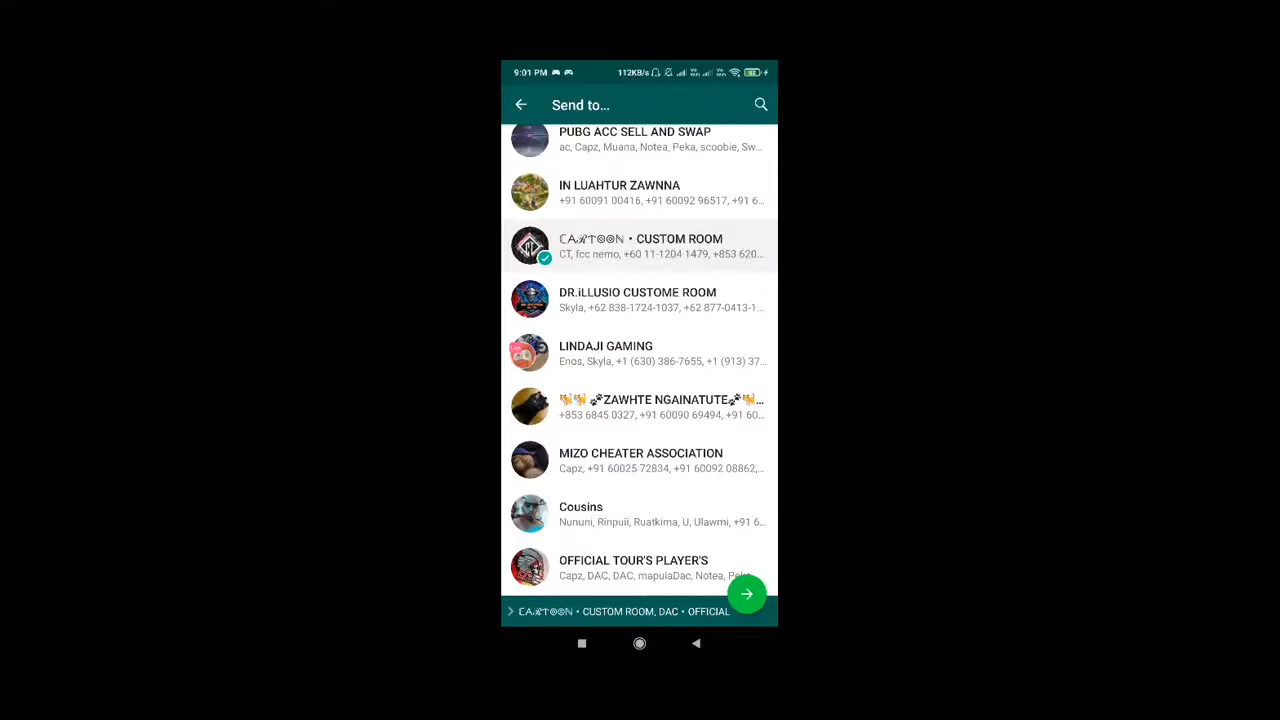 9:01 PM 112KB/s
Send to...
PUBG ACC SELL AND SWAP
ac, Capz, Muana, Notea, Peka, scoobie, Sw...
IN LUAHTUR ZAWNNA
+91 60091 00416, +91 60092 96517, +91 6...
ℂᗩℛTⓄⓄℕ • CUSTOM ROOM
CT, fcc nemo, +60 11-1204 1479, +853 620...
DR.iLLUSIO CUSTOME ROOM
Skyla, +62 838-1724-1037, +62 877-0413-1...
LINDAJI GAMING
Enos, Skyla, +1 (630) 386-7655, +1 (913) 37...
🐈🐈 🐾ZAWHTE NGAINATUTE🐾🐈...
+853 6845 0327, +91 60090 69494, +91 60...
MIZO CHEATER ASSOCIATION
Capz, +91 60025 72834, +91 60092 08862,...
Cousins
Nununi, Rinpuii, Ruatkima, U, Ulawmi, +91 6...
OFFICIAL TOUR'S PLAYER'S
Capz, DAC, DAC, mapuiaDac, Notea, Peka
ℂᗩℛTⓄⓄℕ • CUSTOM ROOM, DAC • OFFICIAL